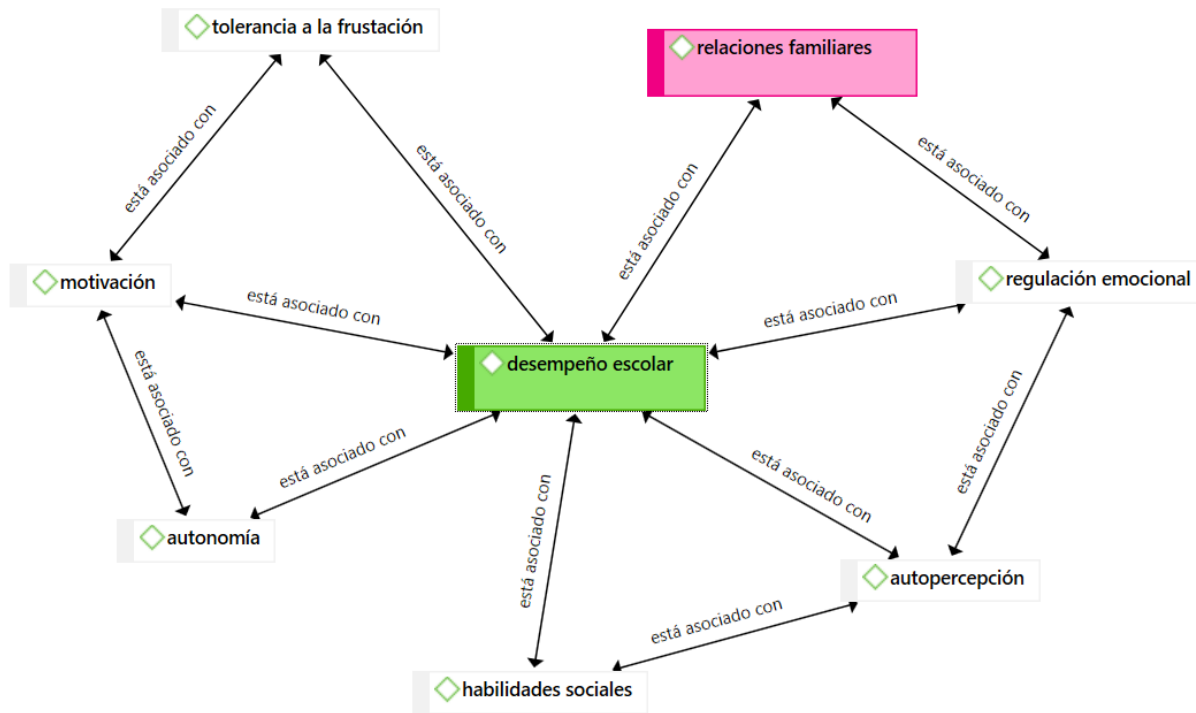 tolerancia a la frustación
relaciones familiares
está asociado con
está asociado con
está asociado con
está asociado con
motivación
regulación emocional
está asociado con
está asociado con
desempeño escolar
está asociado con
está asociado con
está asociado con
está asociado con
está asociado con
autonomía
autopercepción
está asociado con
habilidades sociales